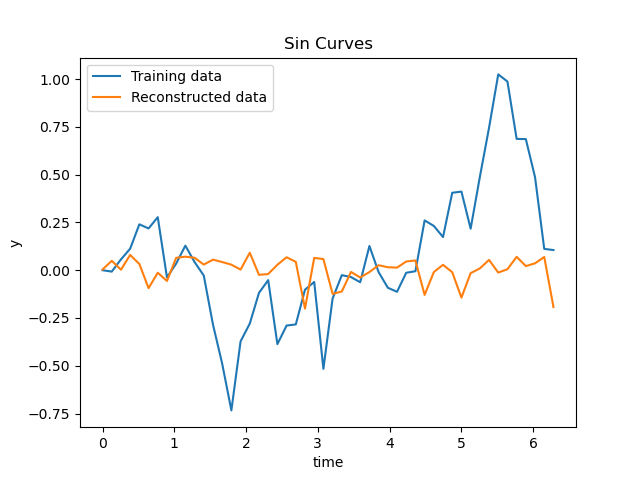 Sin Curves
Training data
Reconstructed data
1.00
0.75
0.50
0.25
0.00
−0.25
−0.50
−0.75
y
0 1 2 3 4 5 6
time